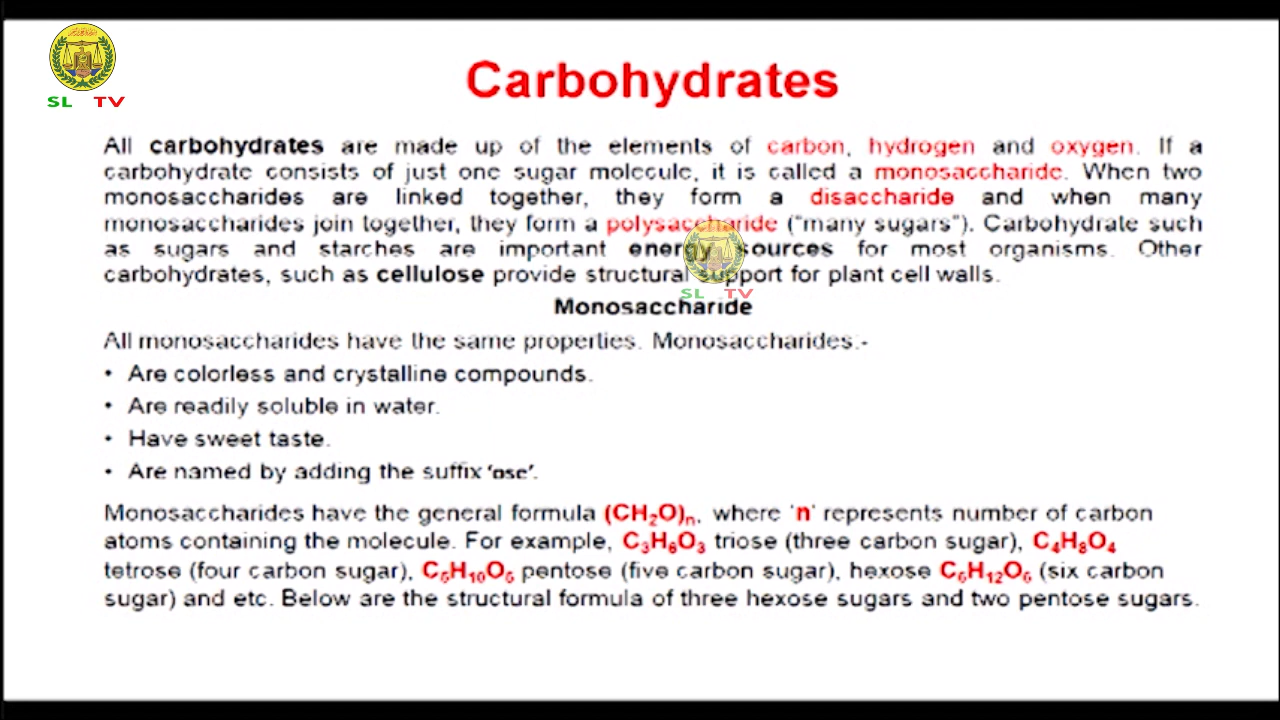 SL TV
Carbohydrates
All carbohydrates are made up of the elements of carbon, hydrogen and oxygen. If a
carbohydrate consists of just one sugar molecule, it is called a monosaccharide. When two
monosaccharides are linked together, they form a disaccharide and when many
monosaccharides join together, they form a polysaccharide (“many sugars”). Carbohydrate such
as sugars and starches are important energy sources for most organisms. Other
carbohydrates, such as cellulose provide structural support for plant cell walls.
SL TV
Monosaccharide
All monosaccharides have the same properties. Monosaccharides:-
• Are colorless and crystalline compounds.
• Are readily soluble in water.
• Have sweet taste.
• Are named by adding the suffix ‘ose’.
Monosaccharides have the general formula (CH₂O)ₙ, where ‘n’ represents number of carbon
atoms containing the molecule. For example, C₃H₆O₃ triose (three carbon sugar), C₄H₈O₄
tetrose (four carbon sugar), C₅H₁₀O₅ pentose (five carbon sugar), hexose C₆H₁₂O₆ (six carbon
sugar) and etc. Below are the structural formula of three hexose sugars and two pentose sugars.